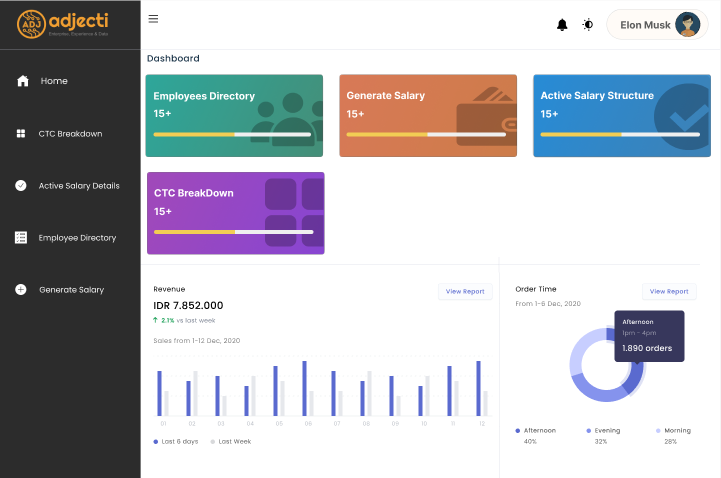 ADJ
adjecti
Enterprise, Experience & Data
Elon Musk
Home
CTC Breakdown
Active Salary Details
Employee Directory
Generate Salary
Dashboard
Employees Directory
15+
Generate Salary
15+
Active Salary Structure
15+
CTC BreakDown
15+
Revenue
View Report
IDR 7.852.000
↑ 2.1% vs last week
Sales from 1-12 Dec, 2020
01 02 03 04 05 06 07 08 09 10 11 12
Last 6 days
Last Week
Order Time
View Report
From 1-6 Dec, 2020
Afternoon
1pm - 4pm
1.890 orders
Afternoon
40%
Evening
32%
Morning
28%